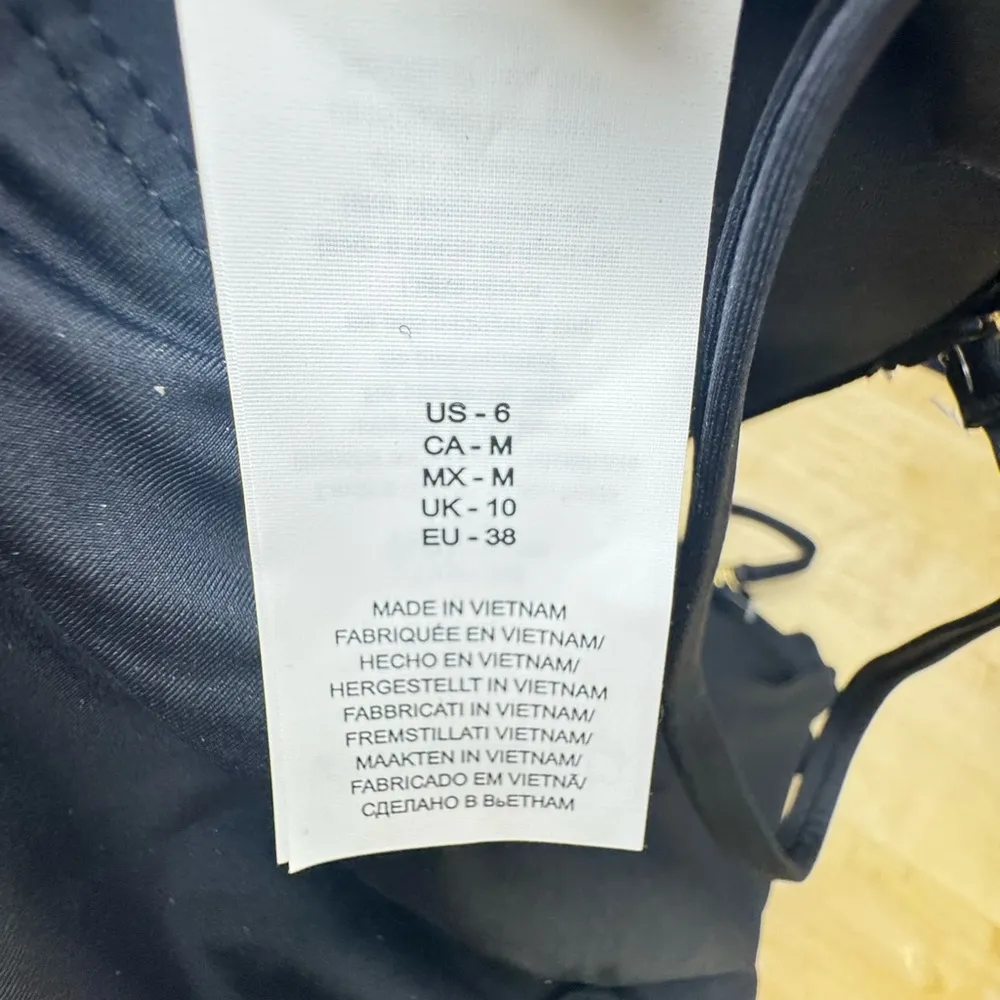 US - 6
CA - M
MX - M
UK - 10
EU - 38
MADE IN VIETNAM
FABRIQUÉE EN VIETNAM/
HECHO EN VIETNAM/
HERGESTELLT IN VIETNAM
FABBRICATI IN VIETNAM/
FREMSTILLATI VIETNAM/
MAAKTEN IN VIETNAM/
FABRICADO EM VIETNÃ/
СДЕЛАНО В ВЬЕТНАМ